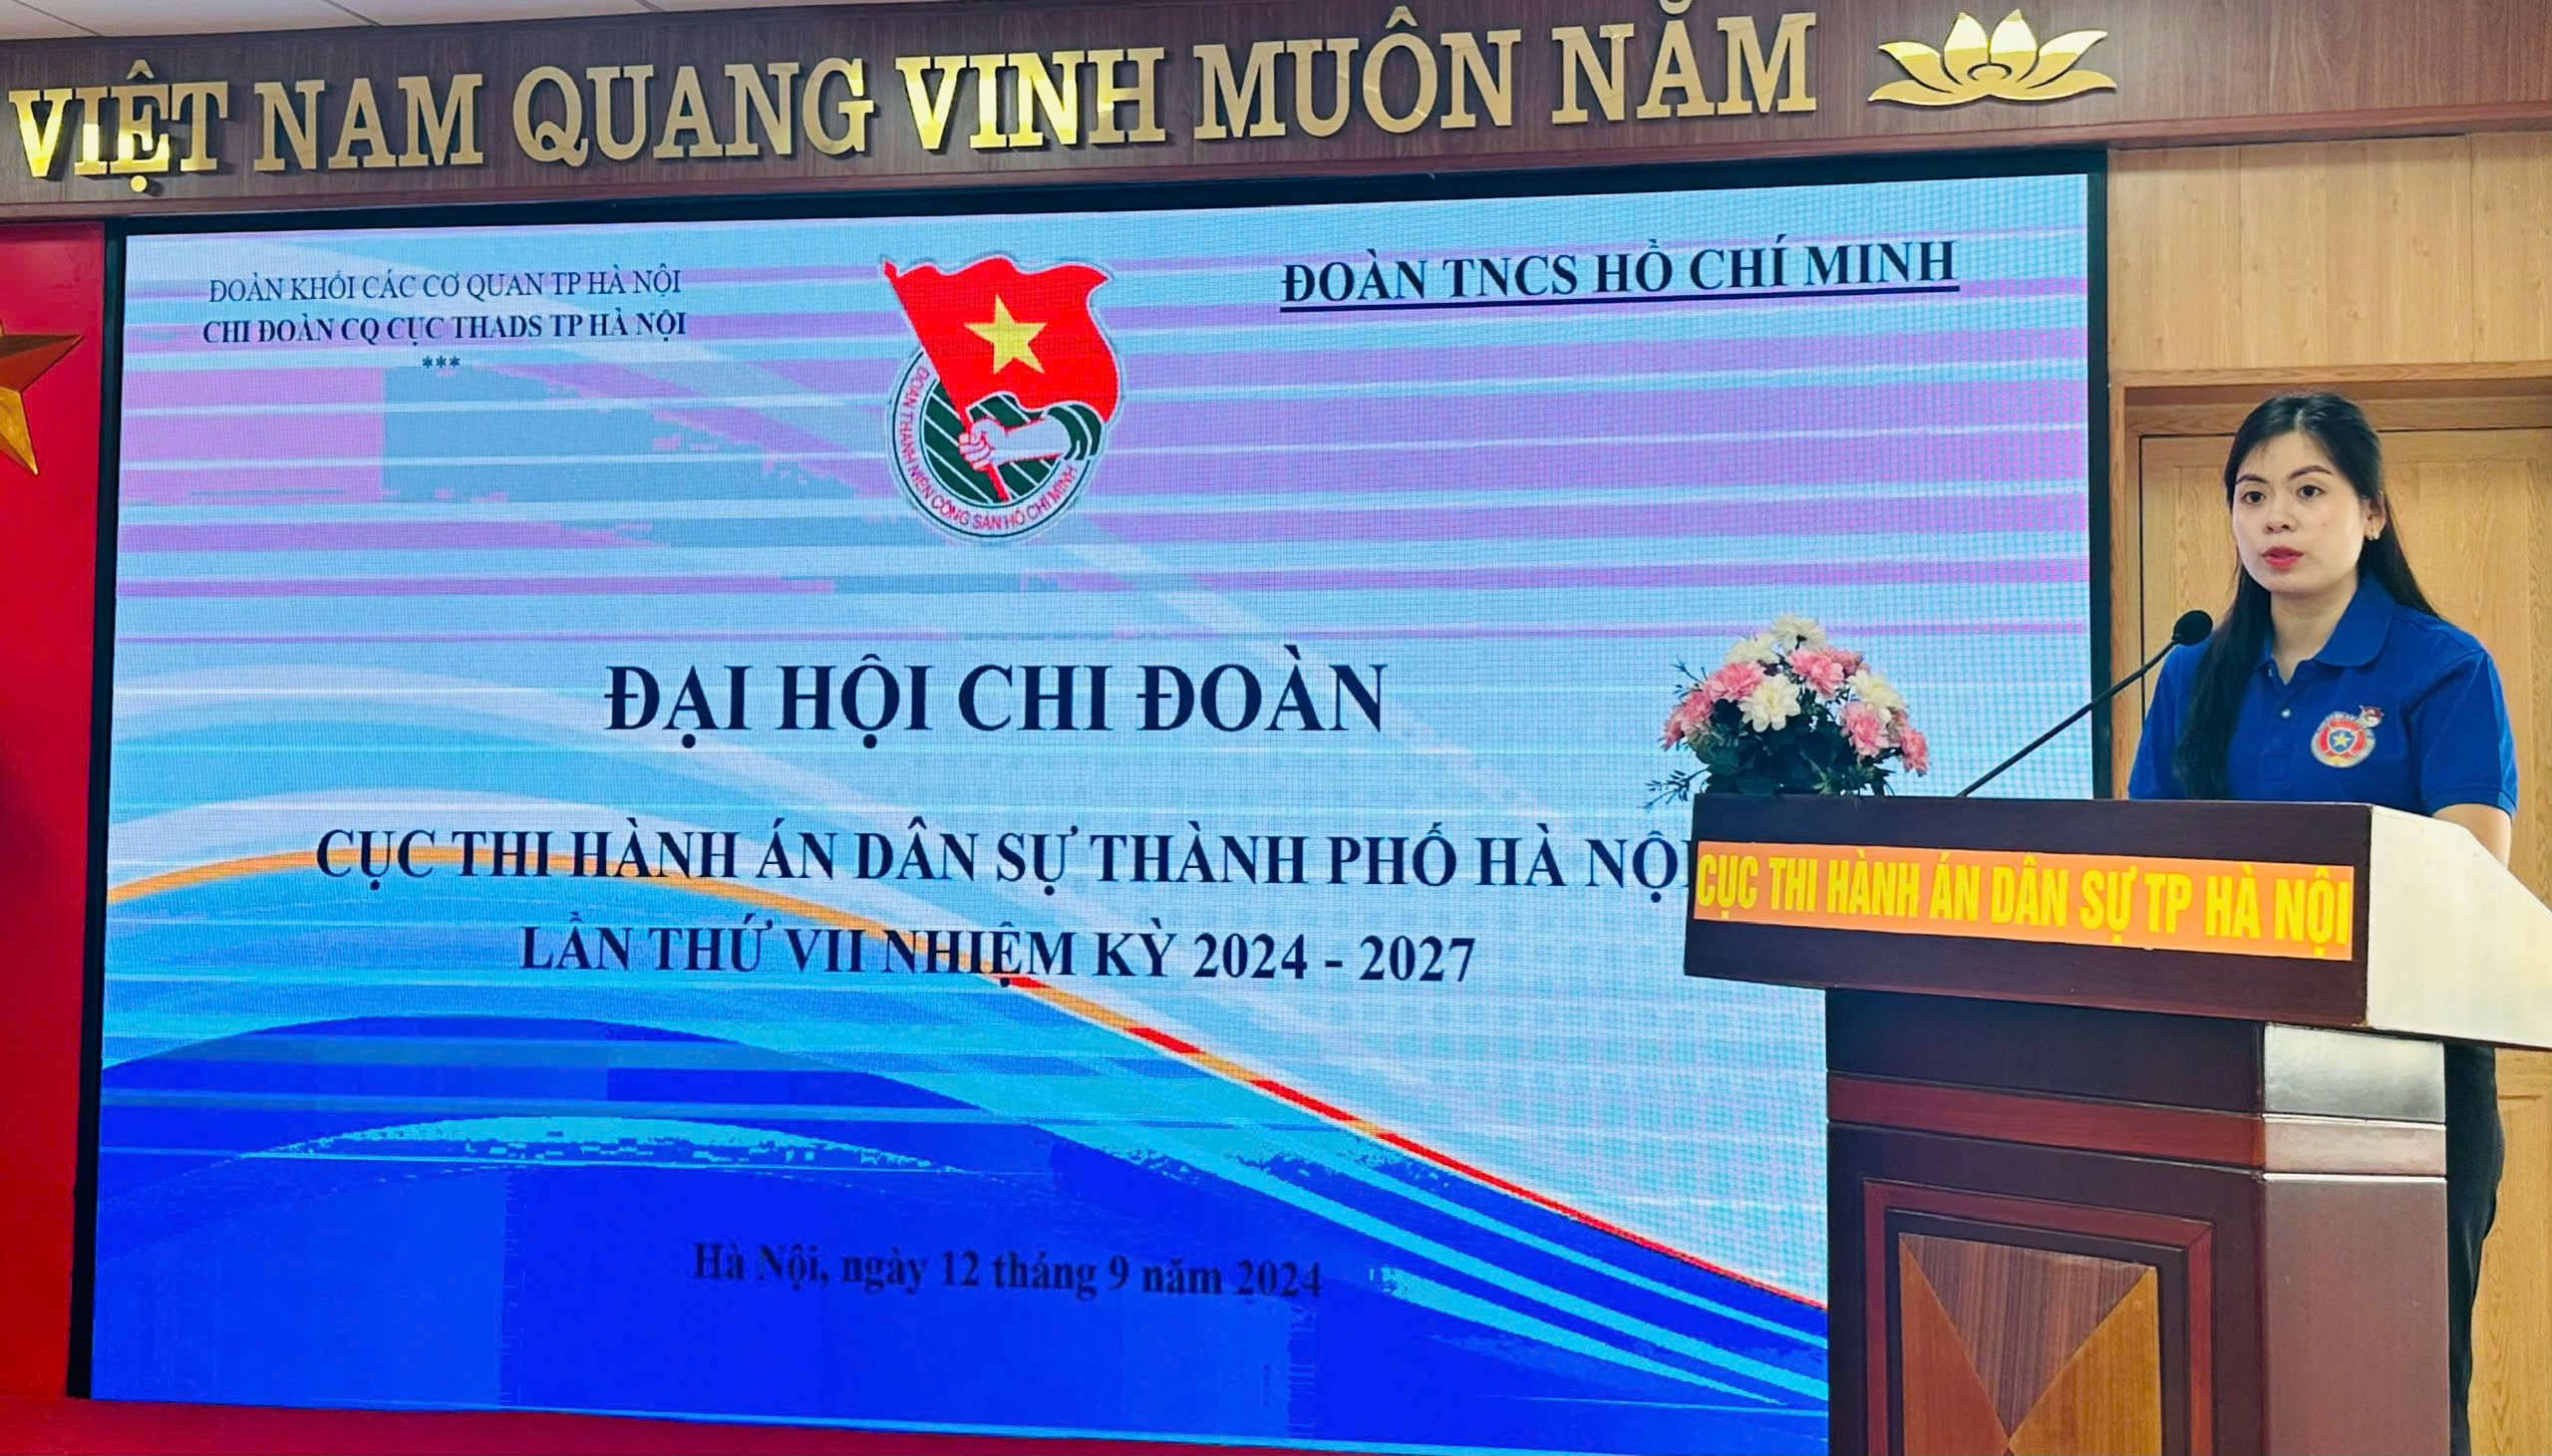 VIỆT NAM QUANG VINH MUÔN NĂM
ĐOÀN KHỐI CÁC CƠ QUAN TP HÀ NỘI
CHI ĐOÀN CQ CỤC THADS TP HÀ NỘI
***
ĐOÀN TNCS HỒ CHÍ MINH
ĐOÀN THANH NIÊN CỘNG SẢN HỒ CHÍ MINH
ĐẠI HỘI CHI ĐOÀN
CỤC THI HÀNH ÁN DÂN SỰ THÀNH PHỐ HÀ NỘI
LẦN THỨ VII NHIỆM KỲ 2024 - 2027
Hà Nội, ngày 12 tháng 9 năm 2024
CỤC THI HÀNH ÁN DÂN SỰ TP HÀ NỘI